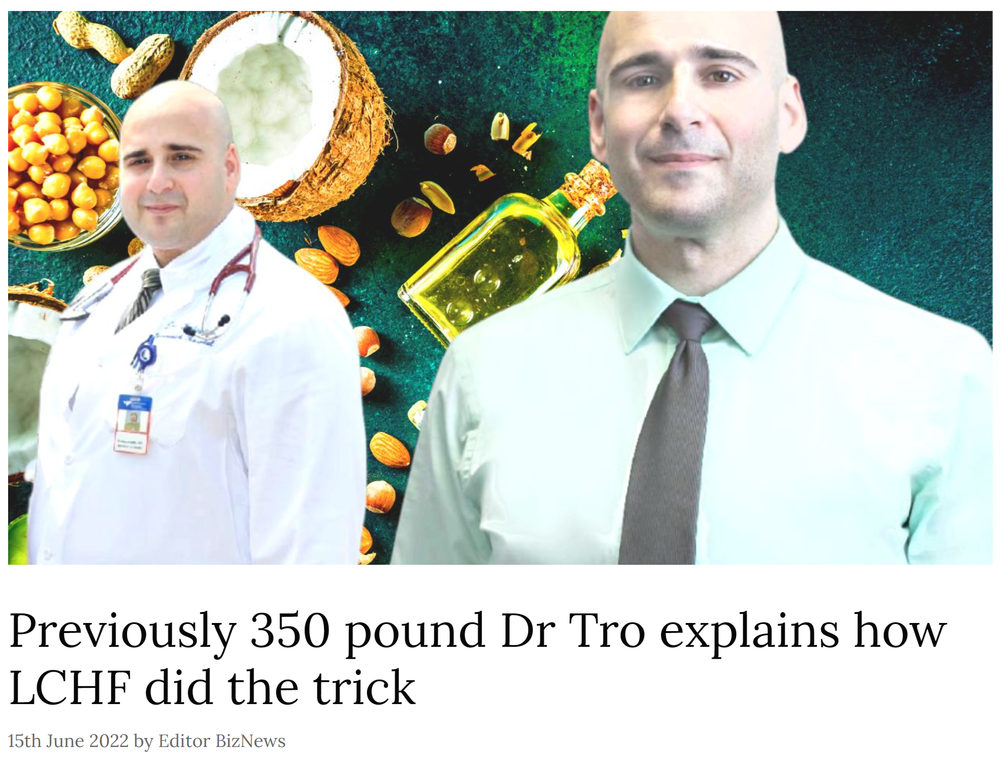 Previously 350 pound Dr Tro explains how
LCHF did the trick
15th June 2022 by Editor BizNews